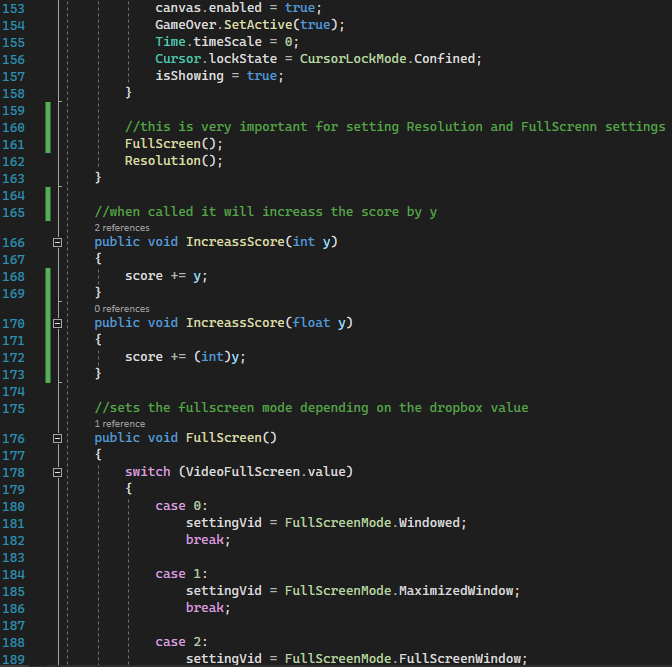 153 canvas.enabled = true;
154 GameOver.SetActive(true);
155 Time.timeScale = 0;
156 Cursor.lockState = CursorLockMode.Confined;
157 isShowing = true;
158 }
159
160 //this is very important for setting Resolution and FullScrenn settings
161 FullScreen();
162 Resolution();
163 }
164
165 //when called it will increass the score by y
2 references
166 public void IncreassScore(int y)
167 {
168 score += y;
169 }
0 references
170 public void IncreassScore(float y)
171 {
172 score += (int)y;
173 }
174
175 //sets the fullscreen mode depending on the dropbox value
1 reference
176 public void FullScreen()
177 {
178 switch (VideoFullScreen.value)
179 {
180 case 0:
181 settingVid = FullScreenMode.Windowed;
182 break;
183
184 case 1:
185 settingVid = FullScreenMode.MaximizedWindow;
186 break;
187
188 case 2:
189 settingVid = FullScreenMode.FullScreenWindow;